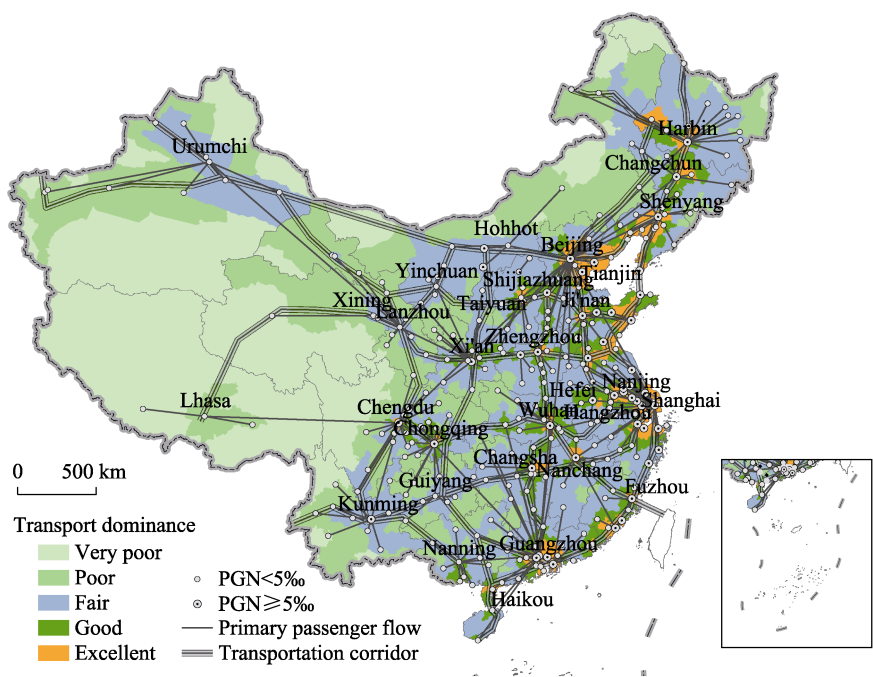 Harbin
Urumchi
Changchun
Shenyang
Hohhot
Beijing
Yinchuan
Tianjin
Shijiazhuang
Xining
Taiyuan
Ji'nan
Lanzhou
Xi'an
Zhengzhou
Hefei
Nanjing
Lhasa
Chengdu
Wuhan
Hangzhou
Shanghai
Chongqing
Changsha
Nanchang
Guiyang
Fuzhou
Kunming
Nanning
Guangzhou
Haikou
0 500 km
Transport dominance
Very poor
Poor
Fair
Good
Excellent
PGN<5‰
PGN≥5‰
Primary passenger flow
Transportation corridor